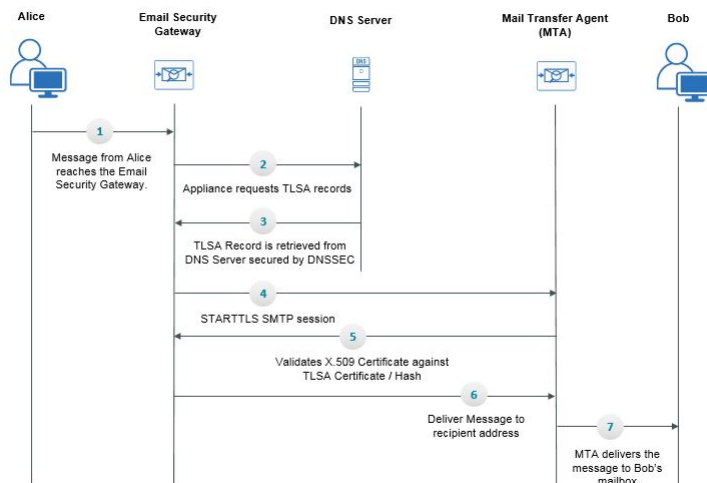 Alice
Email Security
Gateway
DNS Server
Mail Transfer Agent
(MTA)
Bob
DNS
1
Message from Alice
reaches the Email
Security Gateway.
2
Appliance requests TLSA records
3
TLSA Record is retrieved from
DNS Server secured by DNSSEC
4
STARTTLS SMTP session
5
Validates X.509 Certificate against
TLSA Certificate / Hash
6
Deliver Message to
recipient address
7
MTA delivers the
message to Bob's
mailbox